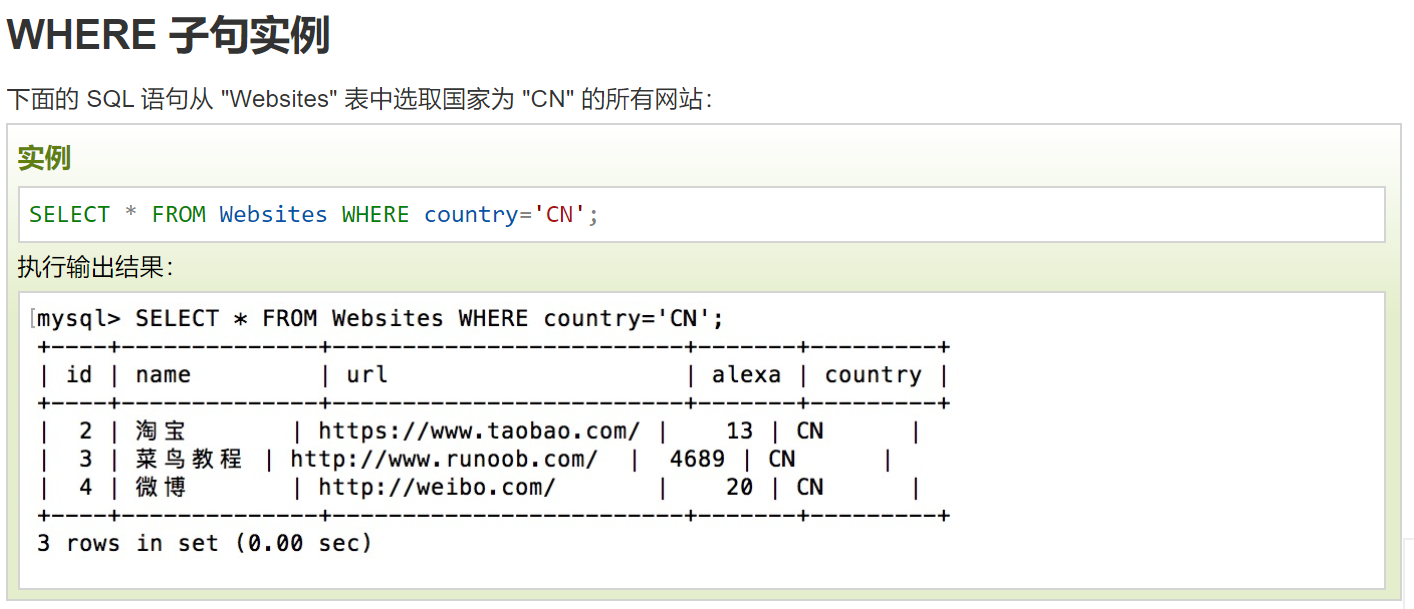 WHERE 子句实例
下面的 SQL 语句从 "Websites" 表中选取国家为 "CN" 的所有网站：
实例
SELECT * FROM Websites WHERE country='CN';
执行输出结果：
mysql> SELECT * FROM Websites WHERE country='CN';
+----+--------------+-------------------------+-------+---------+
| id | name         | url                     | alexa | country |
+----+--------------+-------------------------+-------+---------+
|  2 | 淘宝       | https://www.taobao.com/ |    13 | CN      |
|  3 | 菜鸟教程 | http://www.runoob.com/  |  4689 | CN      |
|  4 | 微博       | http://weibo.com/       |    20 | CN      |
+----+--------------+-------------------------+-------+---------+
3 rows in set (0.00 sec)